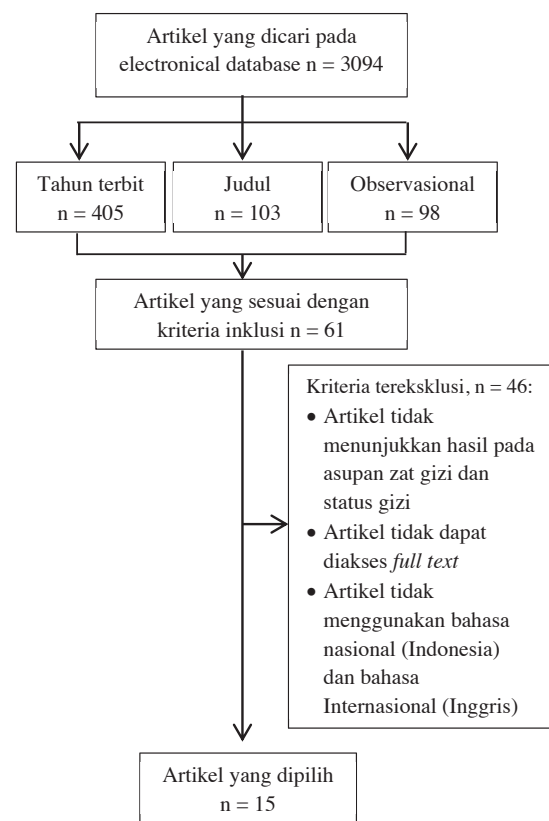 Artikel yang dicari pada
electronical database n = 3094
Tahun terbit
n = 405
Judul
n = 103
Observasional
n = 98
Artikel yang sesuai dengan
kriteria inklusi n = 61
Kriteria tereksklusi, n = 46:
• Artikel tidak
menunjukkan hasil pada
asupan zat gizi dan
status gizi
• Artikel tidak dapat
diakses full text
• Artikel tidak
menggunakan bahasa
nasional (Indonesia)
dan bahasa
Internasional (Inggris)
Artikel yang dipilih
n = 15